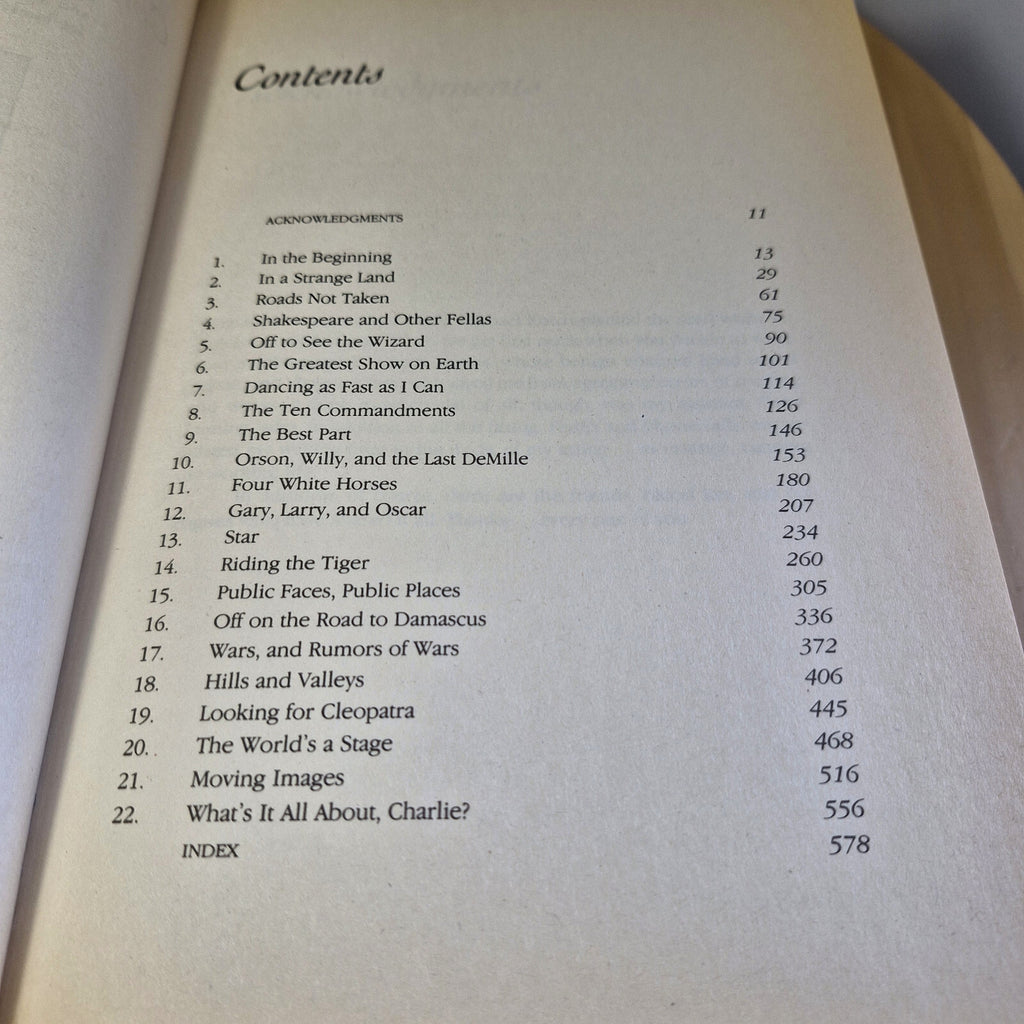 Contents
ACKNOWLEDGMENTS 11
1. In the Beginning 13
2. In a Strange Land 29
3. Roads Not Taken 61
4. Shakespeare and Other Fellas 75
5. Off to See the Wizard 90
6. The Greatest Show on Earth 101
7. Dancing as Fast as I Can 114
8. The Ten Commandments 126
9. The Best Part 146
10. Orson, Willy, and the Last DeMille 153
11. Four White Horses 180
12. Gary, Larry, and Oscar 207
13. Star 234
14. Riding the Tiger 260
15. Public Faces, Public Places 305
16. Off on the Road to Damascus 336
17. Wars, and Rumors of Wars 372
18. Hills and Valleys 406
19. Looking for Cleopatra 445
20. The World's a Stage 468
21. Moving Images 516
22. What's It All About, Charlie? 556
INDEX 578